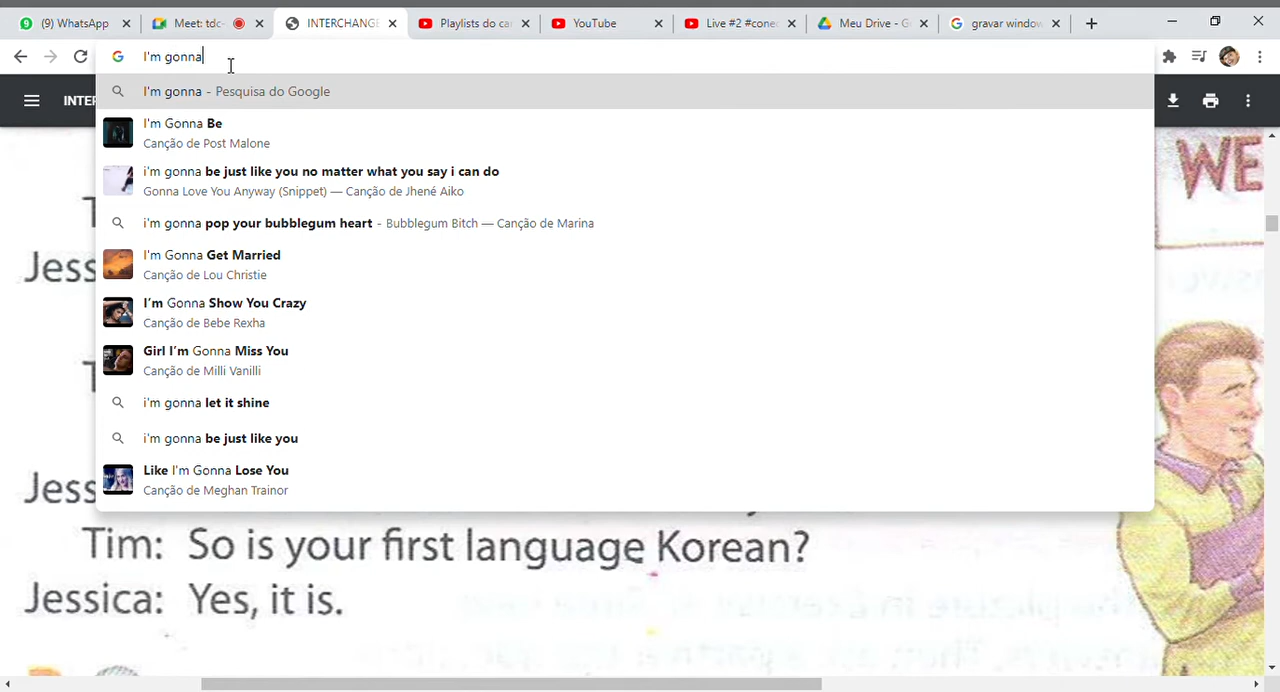 (9) WhatsApp
Meet: tdc-
INTERCHANGE
Playlists do ca
YouTube
Live #2 #cone
Meu Drive - G
gravar window
I'm gonna
INTER
I'm gonna - Pesquisa do Google
I'm Gonna Be
Canção de Post Malone
i'm gonna be just like you no matter what you say i can do
Gonna Love You Anyway (Snippet) — Canção de Jhené Aiko
i'm gonna pop your bubblegum heart - Bubblegum Bitch — Canção de Marina
I'm Gonna Get Married
Canção de Lou Christie
I'm Gonna Show You Crazy
Canção de Bebe Rexha
Girl I'm Gonna Miss You
Canção de Milli Vanilli
i'm gonna let it shine
i'm gonna be just like you
Like I'm Gonna Lose You
Canção de Meghan Trainor
WE
Jess
Jess
Tim: So is your first language Korean?
Jessica: Yes, it is.